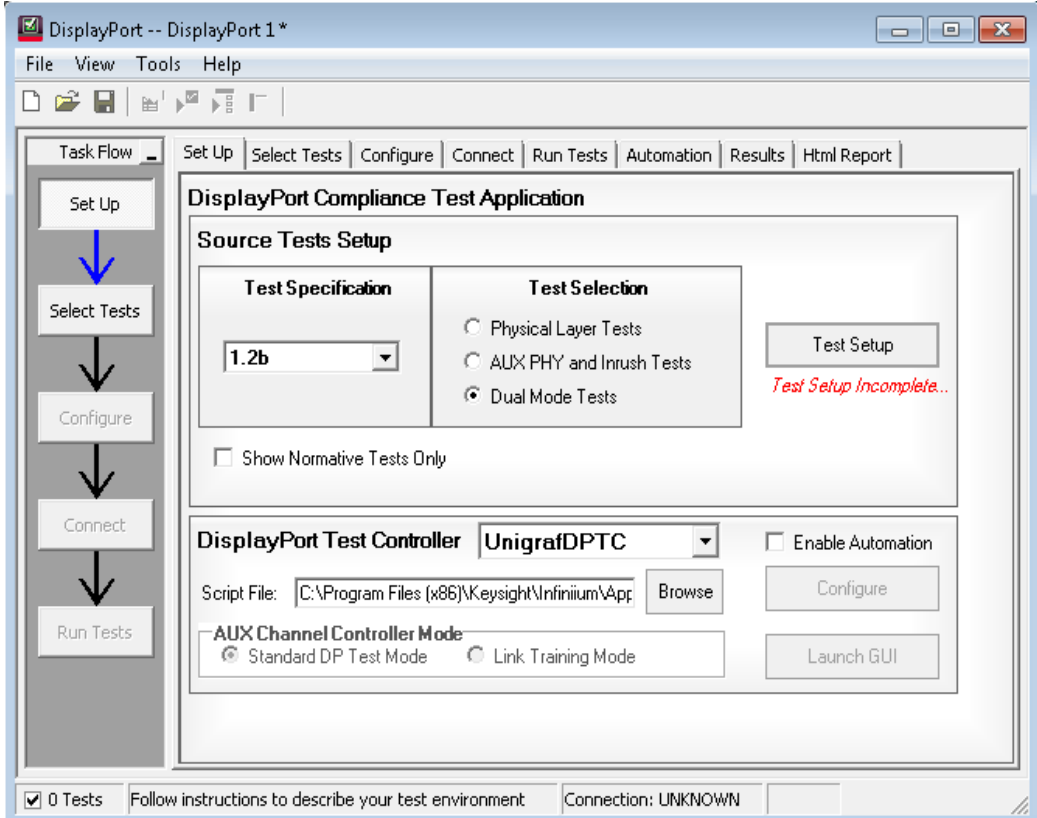 DisplayPort -- DisplayPort 1*
File View Tools Help
Task Flow
Set Up
Select Tests
Configure
Connect
Run Tests
Set Up Select Tests Configure Connect Run Tests Automation Results Html Report
DisplayPort Compliance Test Application
Source Tests Setup
Test Specification
1.2b
Test Selection
Physical Layer Tests
AUX PHY and Inrush Tests
Dual Mode Tests
Test Setup
Test Setup Incomplete...
Show Normative Tests Only
DisplayPort Test Controller UnigrafDPTC Enable Automation
Script File: C:\Program Files (x86)\Keysight\Infiniium\App Browse Configure
AUX Channel Controller Mode
Standard DP Test Mode Link Training Mode Launch GUI
0 Tests Follow instructions to describe your test environment Connection: UNKNOWN